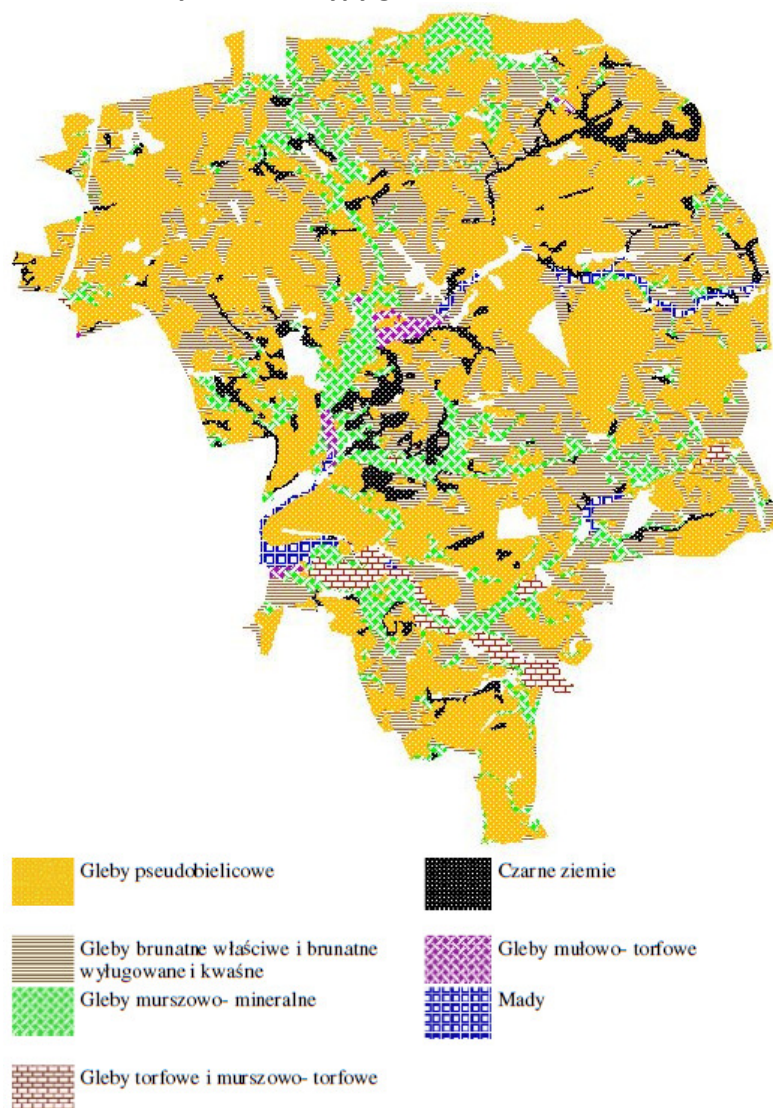 Gleby pseudobielicowe
Czarne ziemie
Gleby brunatne właściwe i brunatne
wyługowane i kwaśne
Gleby mułowo- torfowe
Gleby murszowo- mineralne
Mady
Gleby torfowe i murszowo- torfowe